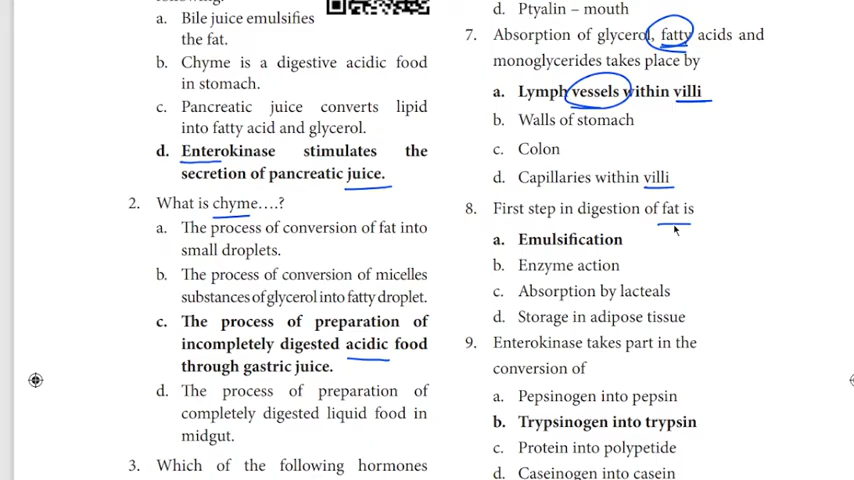 following.
a. Bile juice emulsifies
the fat.
b. Chyme is a digestive acidic food
in stomach.
c. Pancreatic juice converts lipid
into fatty acid and glycerol.
d. Enterokinase stimulates the
secretion of pancreatic juice.
2. What is chyme….?
a. The process of conversion of fat into
small droplets.
b. The process of conversion of micelles
substances of glycerol into fatty droplet.
c. The process of preparation of
incompletely digested acidic food
through gastric juice.
d. The process of preparation of
completely digested liquid food in
midgut.
3. Which of the following hormones
d. Ptyalin – mouth
7. Absorption of glycerol, fatty acids and
monoglycerides takes place by
a. Lymph vessels within villi
b. Walls of stomach
c. Colon
d. Capillaries within villi
8. First step in digestion of fat is
a. Emulsification
b. Enzyme action
c. Absorption by lacteals
d. Storage in adipose tissue
9. Enterokinase takes part in the
conversion of
a. Pepsinogen into pepsin
b. Trypsinogen into trypsin
c. Protein into polypetide
d. Caseinogen into casein